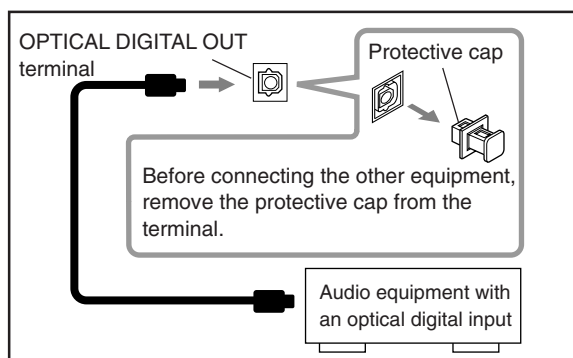 OPTICAL DIGITAL OUT
terminal
Protective cap
Before connecting the other equipment,
remove the protective cap from the
terminal.
Audio equipment with
an optical digital input